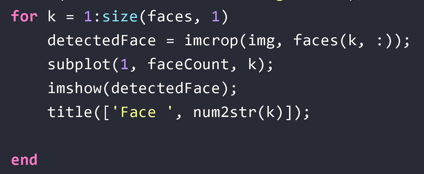 for k = 1:size(faces, 1)
    detectedFace = imcrop(img, faces(k, :));
    subplot(1, faceCount, k);
    imshow(detectedFace);
    title(['Face ', num2str(k)]);
end